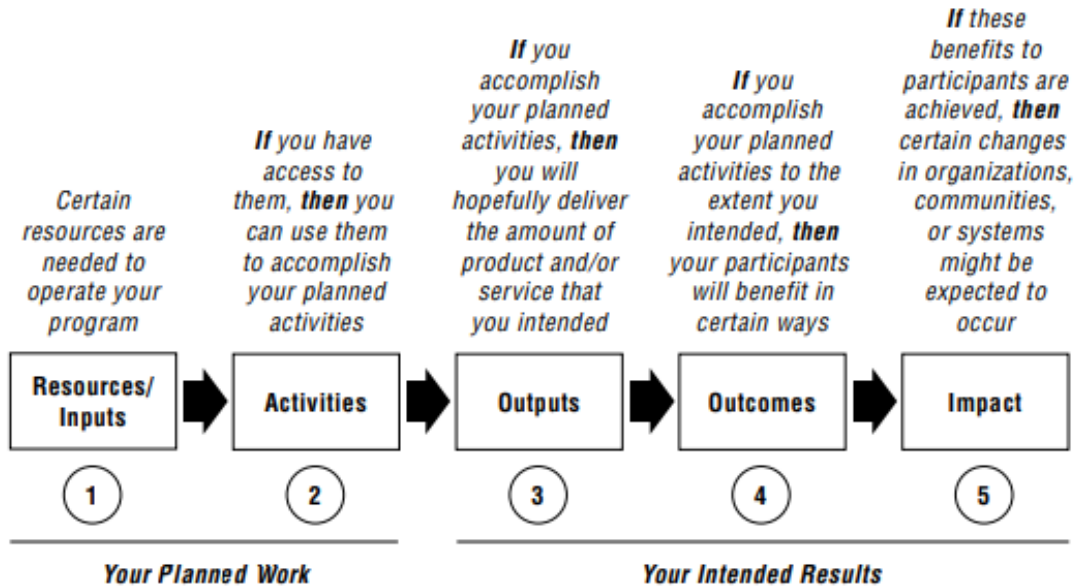 Certain
resources are
needed to
operate your
program
If you have
access to
them, then you
can use them
to accomplish
your planned
activities
If you
accomplish
your planned
activities, then
you will
hopefully deliver
the amount of
product and/or
service that
you intended
If you
accomplish
your planned
activities to the
extent you
intended, then
your participants
will benefit in
certain ways
If these
benefits to
participants are
achieved, then
certain changes
in organizations,
communities,
or systems
might be
expected to
occur
Resources/
Inputs
Activities
Outputs
Outcomes
Impact
1
2
3
4
5
Your Planned Work
Your Intended Results